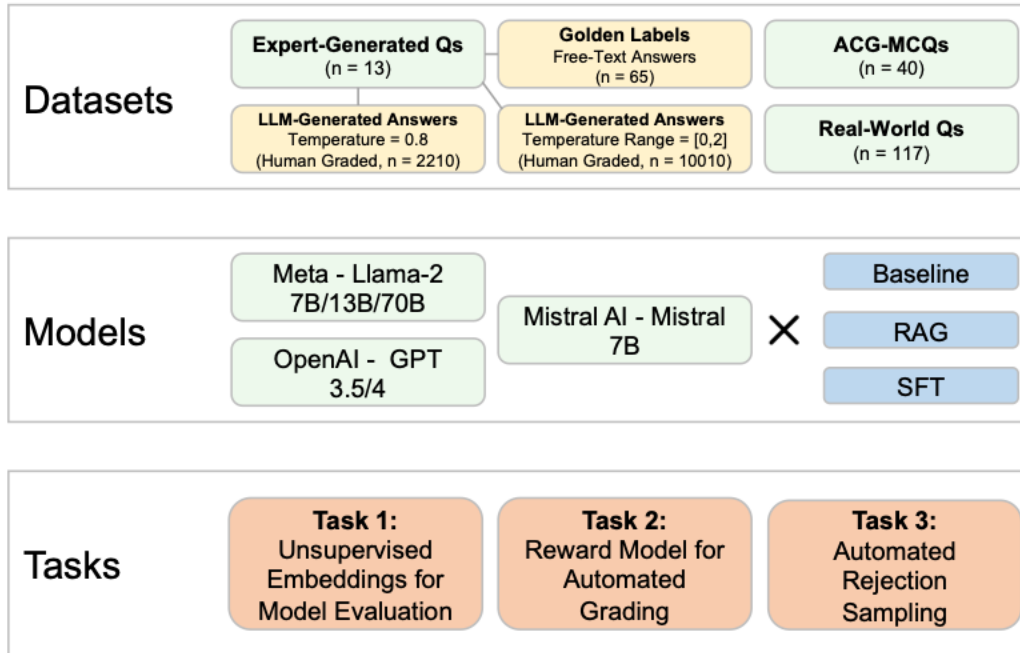 Datasets
Expert-Generated Qs
(n = 13)
Golden Labels
Free-Text Answers
(n = 65)
ACG-MCQs
(n = 40)
LLM-Generated Answers
Temperature = 0.8
(Human Graded, n = 2210)
LLM-Generated Answers
Temperature Range = [0,2]
(Human Graded, n = 10010)
Real-World Qs
(n = 117)
Models
Meta - Llama-2
7B/13B/70B
OpenAI - GPT
3.5/4
Mistral AI - Mistral
7B
×
Baseline
RAG
SFT
Tasks
Task 1:
Unsupervised
Embeddings for
Model Evaluation
Task 2:
Reward Model for
Automated
Grading
Task 3:
Automated
Rejection
Sampling